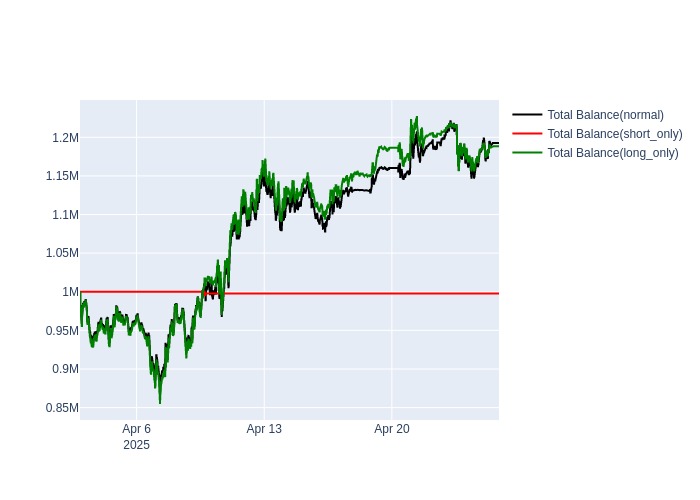 Total Balance(normal)
Total Balance(short_only)
Total Balance(long_only)
1.2M
1.15M
1.1M
1.05M
1M
0.95M
0.9M
0.85M
Apr 6
2025
Apr 13
Apr 20